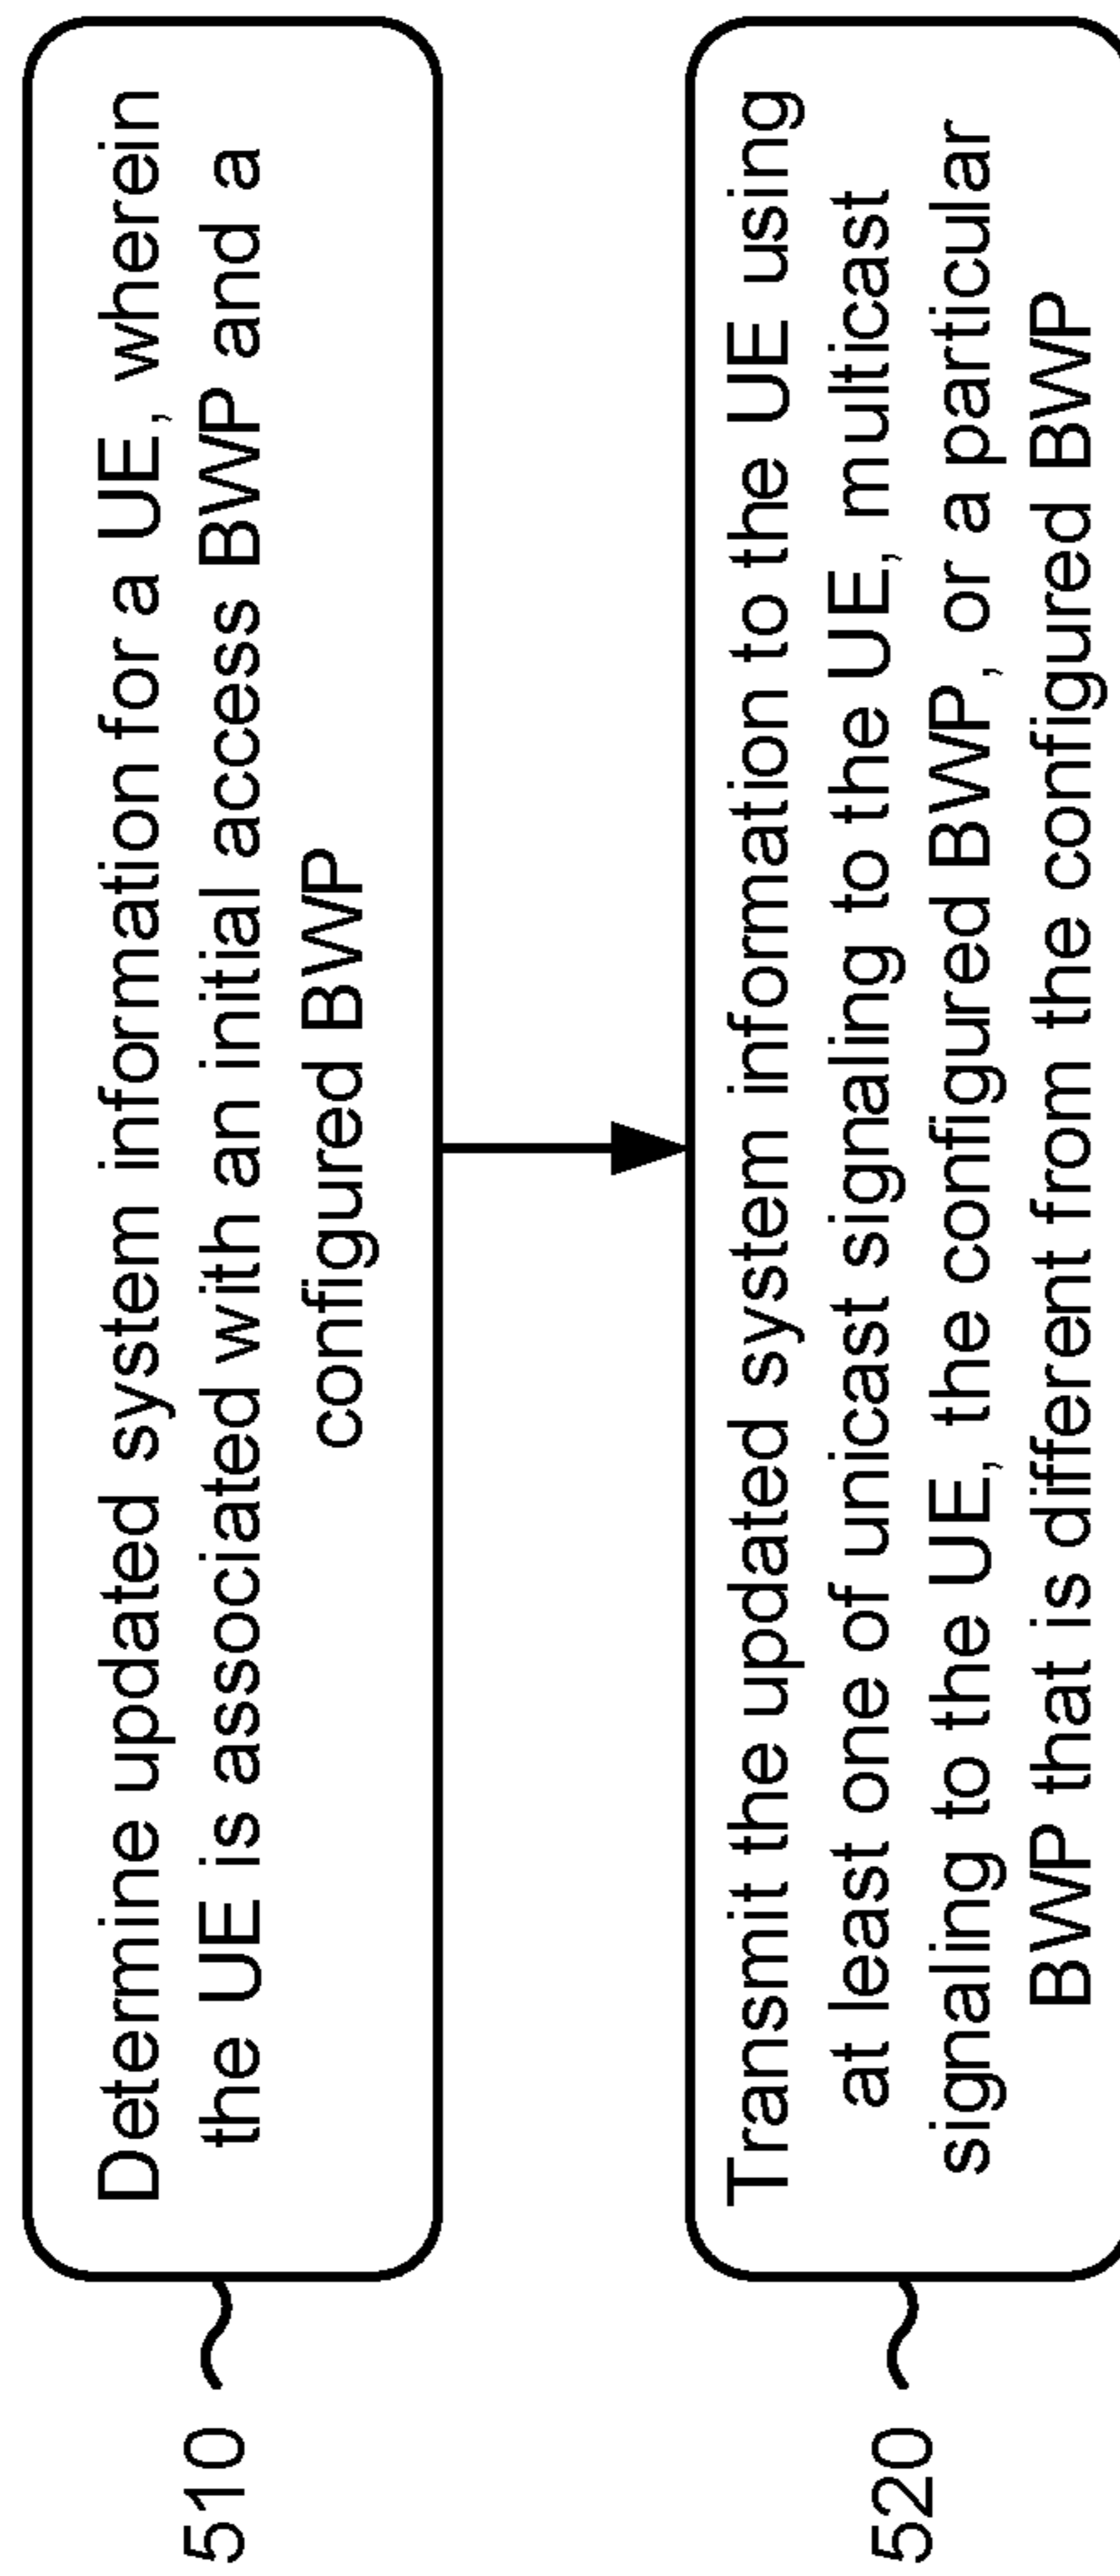 510
Determine updated system information for a UE, wherein
the UE is associated with an initial access BWP and a
configured BWP
520
Transmit the updated system information to the UE using
at least one of unicast signaling to the UE, multicast
signaling to the UE, the configured BWP, or a particular
BWP that is different from the configured BWP